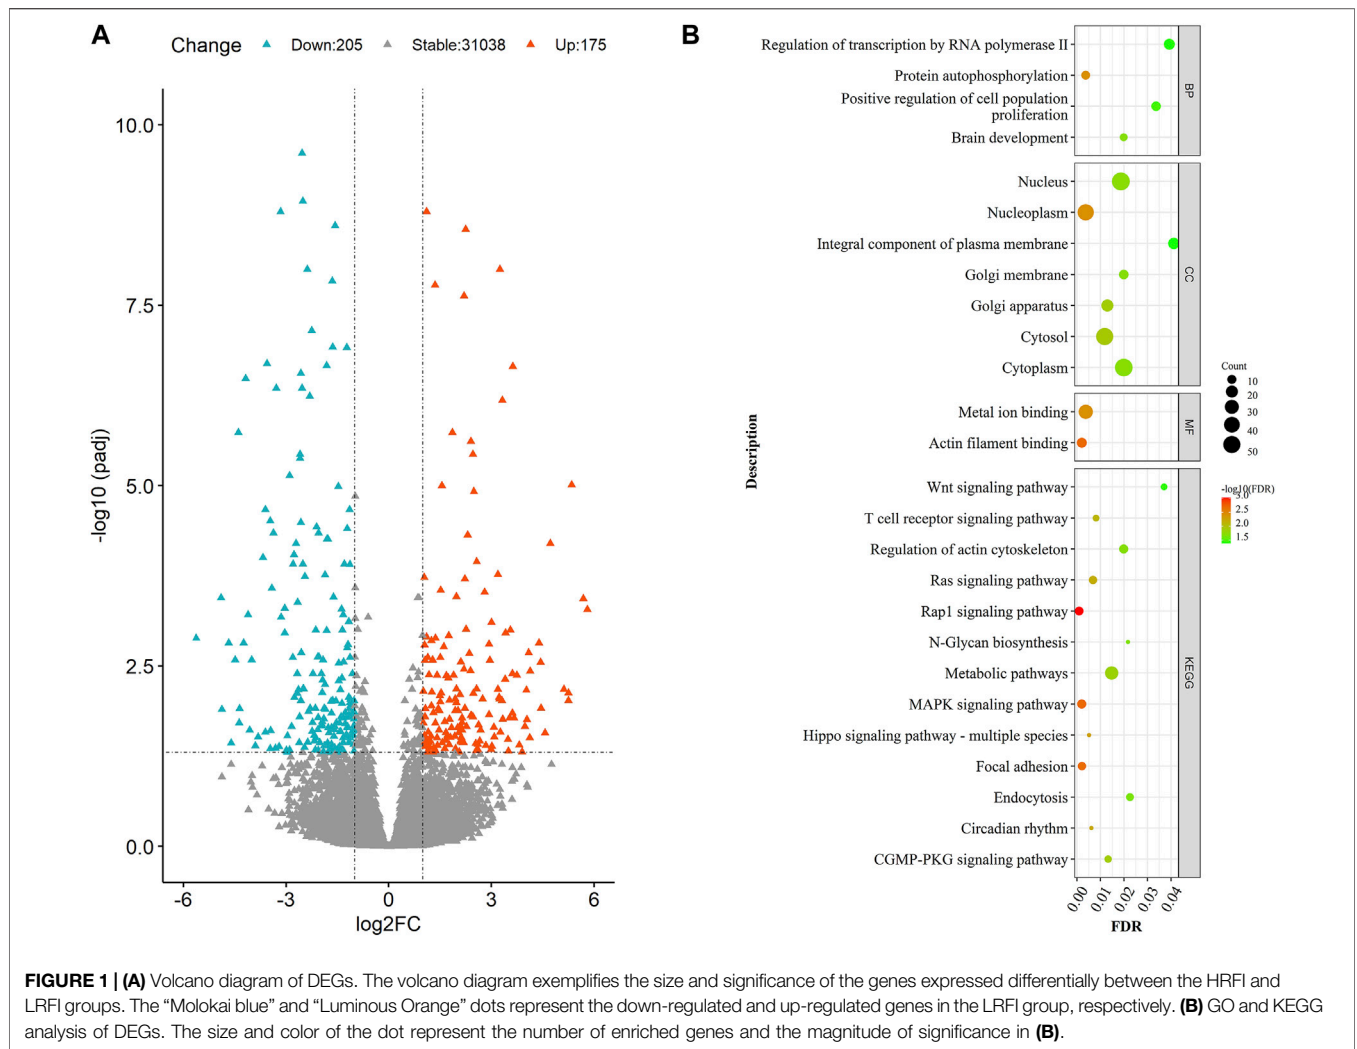 A
Change Down:205 Stable:31038 Up:175
10.0
7.5
5.0
2.5
0.0
-log10 (padj)
-6 -3 0 3 6
log2FC
B
Regulation of transcription by RNA polymerase II
Protein autophosphorylation
Positive regulation of cell population
proliferation
Brain development
BP
Nucleus
Nucleoplasm
Integral component of plasma membrane
Golgi membrane
Golgi apparatus
Cytosol
Cytoplasm
CC
Metal ion binding
Actin filament binding
MF
Wnt signaling pathway
T cell receptor signaling pathway
Regulation of actin cytoskeleton
Ras signaling pathway
Rap1 signaling pathway
N-Glycan biosynthesis
Metabolic pathways
MAPK signaling pathway
Hippo signaling pathway - multiple species
Focal adhesion
Endocytosis
Circadian rhythm
CGMP-PKG signaling pathway
KEGG
Description
0.00 0.01 0.02 0.03 0.04
FDR
Count
10
20
30
40
50
-log10(FDR)
3.0
2.5
2.0
1.5
FIGURE 1 | (A) Volcano diagram of DEGs. The volcano diagram exemplifies the size and significance of the genes expressed differentially between the HRFI and
LRFI groups. The “Molokai blue” and “Luminous Orange” dots represent the down-regulated and up-regulated genes in the LRFI group, respectively. (B) GO and KEGG
analysis of DEGs. The size and color of the dot represent the number of enriched genes and the magnitude of significance in (B).